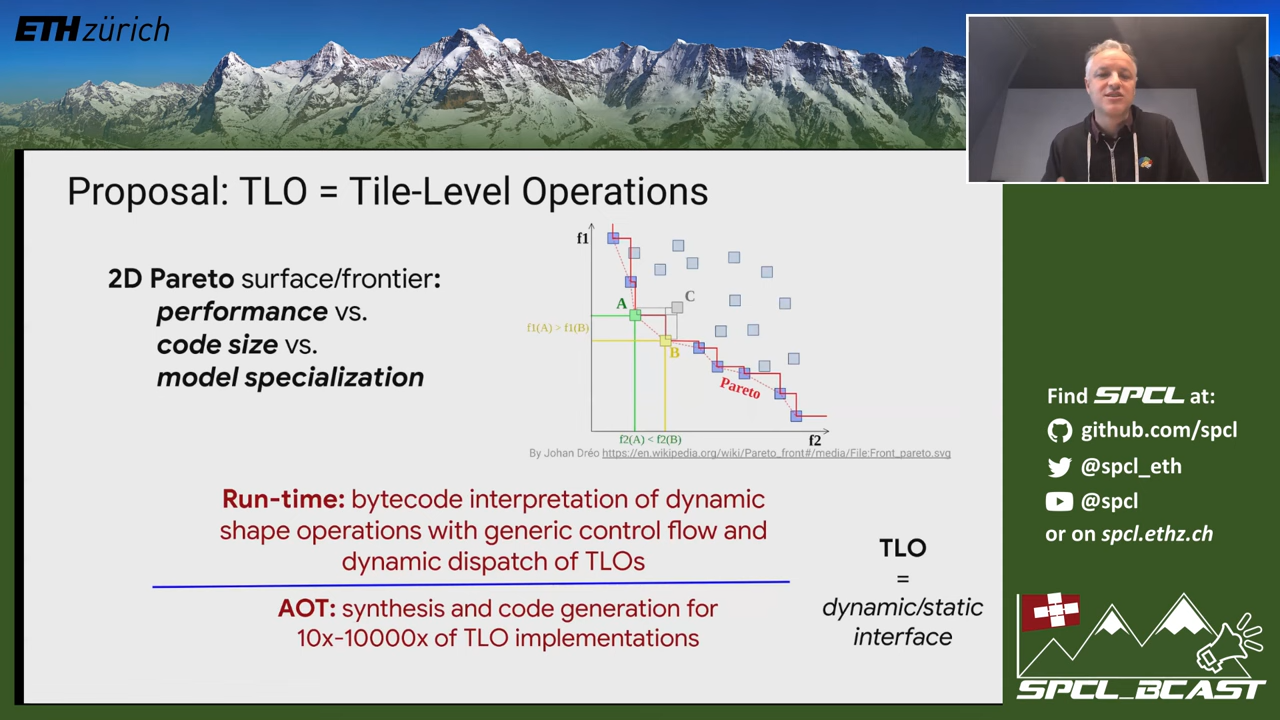 ETH zürich
Proposal: TLO = Tile-Level Operations
2D Pareto surface/frontier:
performance vs.
code size vs.
model specialization
f1
A
C
f1(A) > f1(B)
B
Pareto
f2(A) < f2(B)
f2
By Johan Dréo https://en.wikipedia.org/wiki/Pareto_front#/media/File:Front_pareto.svg
Run-time: bytecode interpretation of dynamic
shape operations with generic control flow and
dynamic dispatch of TLOs
AOT: synthesis and code generation for
10x-10000x of TLO implementations
TLO
=
dynamic/static
interface
Find SPCL at:
github.com/spcl
@spcl_eth
@spcl
or on spcl.ethz.ch
SPCL_BCAST